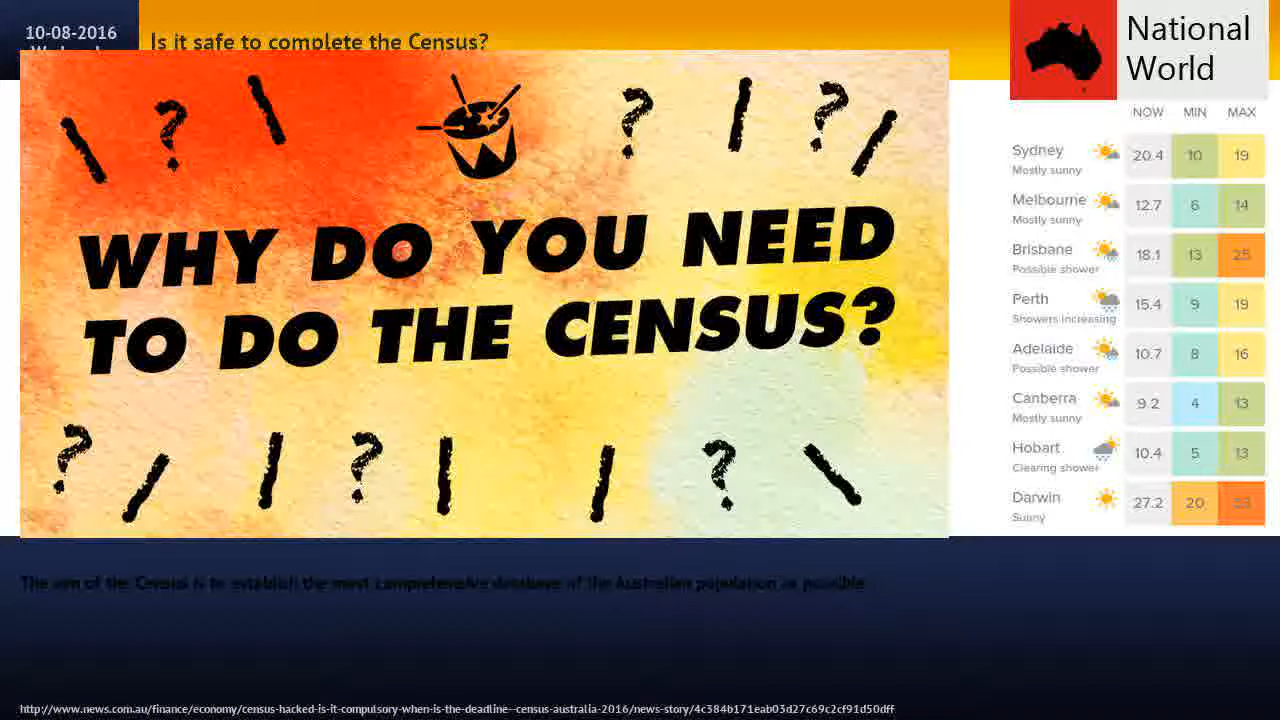 10-08-2016
Is it safe to complete the Census?
National
World
WHY DO YOU NEED
TO DO THE CENSUS?
NOW MIN MAX
Sydney 20.4 10 19
Mostly sunny
Melbourne 12.7 6 14
Mostly sunny
Brisbane 18.1 13 25
Possible shower
Perth 15.4 9 19
Showers increasing
Adelaide 10.7 8 16
Possible shower
Canberra 9.2 4 13
Mostly sunny
Hobart 10.4 5 13
Clearing shower
Darwin 27.2 20
Sunny
The aim of the Census is to establish the most comprehensive database of the Australian population as possible
http://www.news.com.au/finance/economy/census-hacked-is-it-compulsory-when-is-the-deadline--census-australia-2016/news-story/4c384b171eab03d27c69c2cf91d50dff